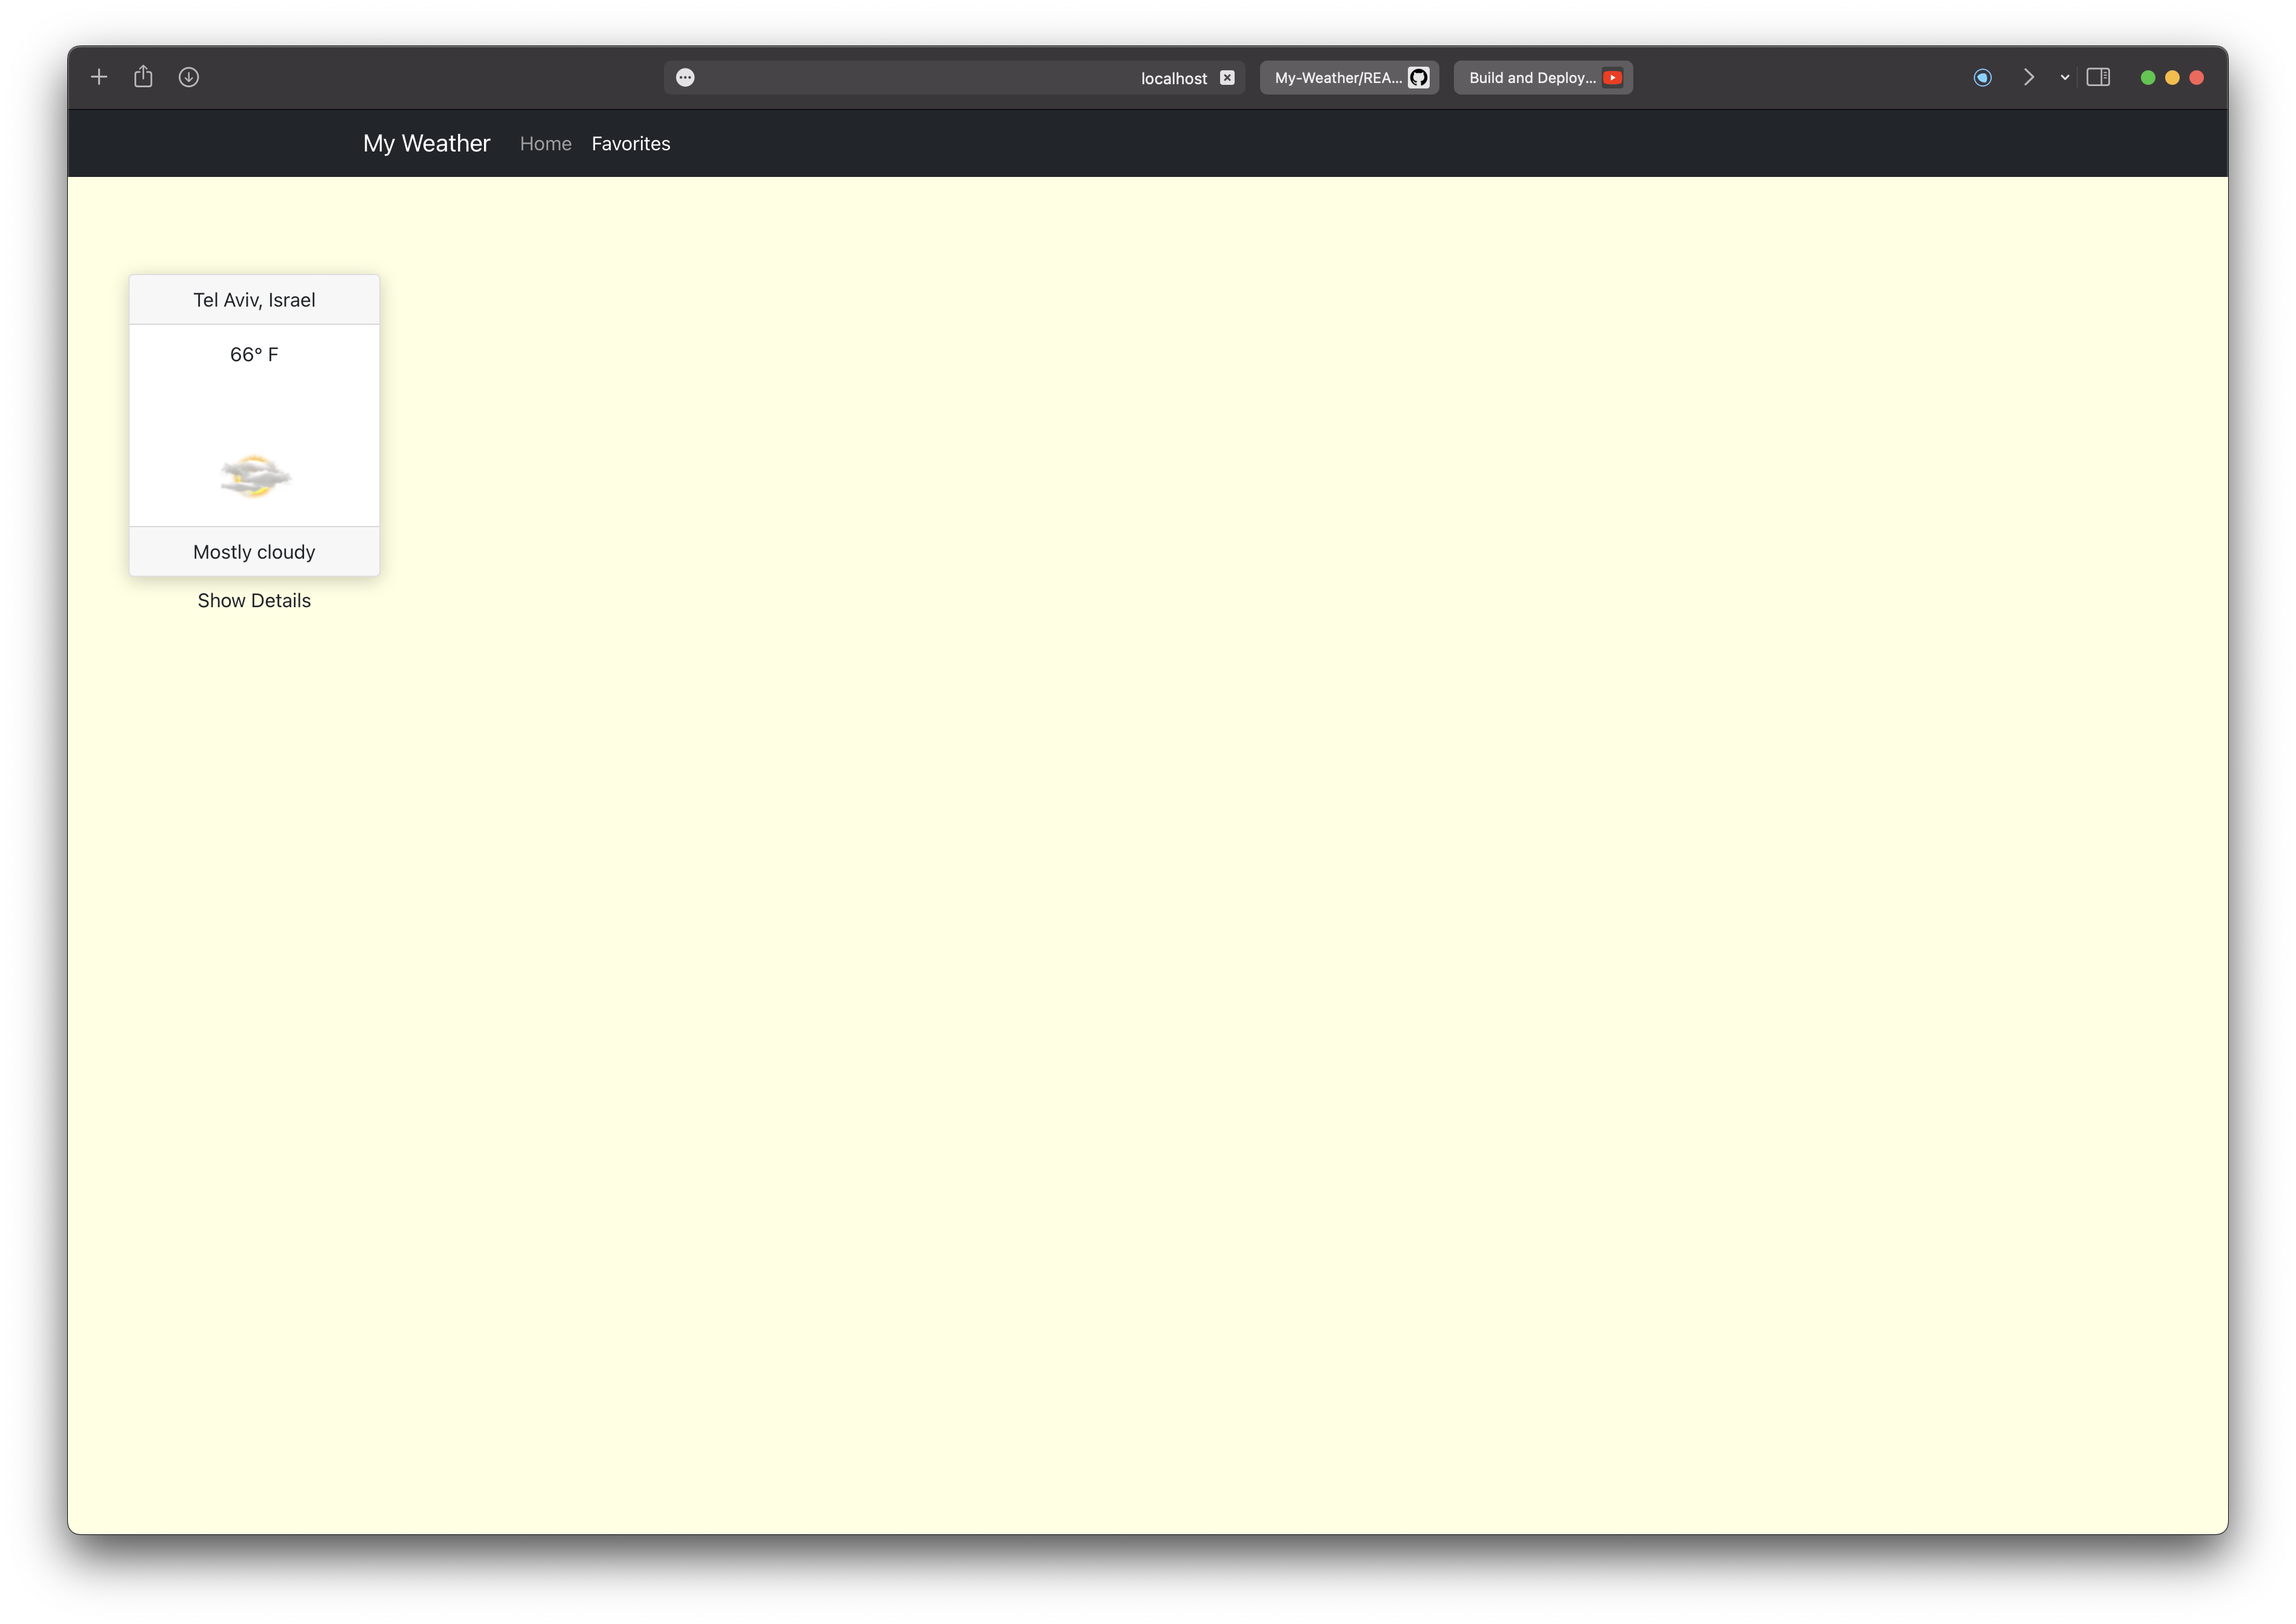 localhost
My-Weather/REA...
Build and Deploy...
My Weather
Home
Favorites
Tel Aviv, Israel
66° F
Mostly cloudy
Show Details